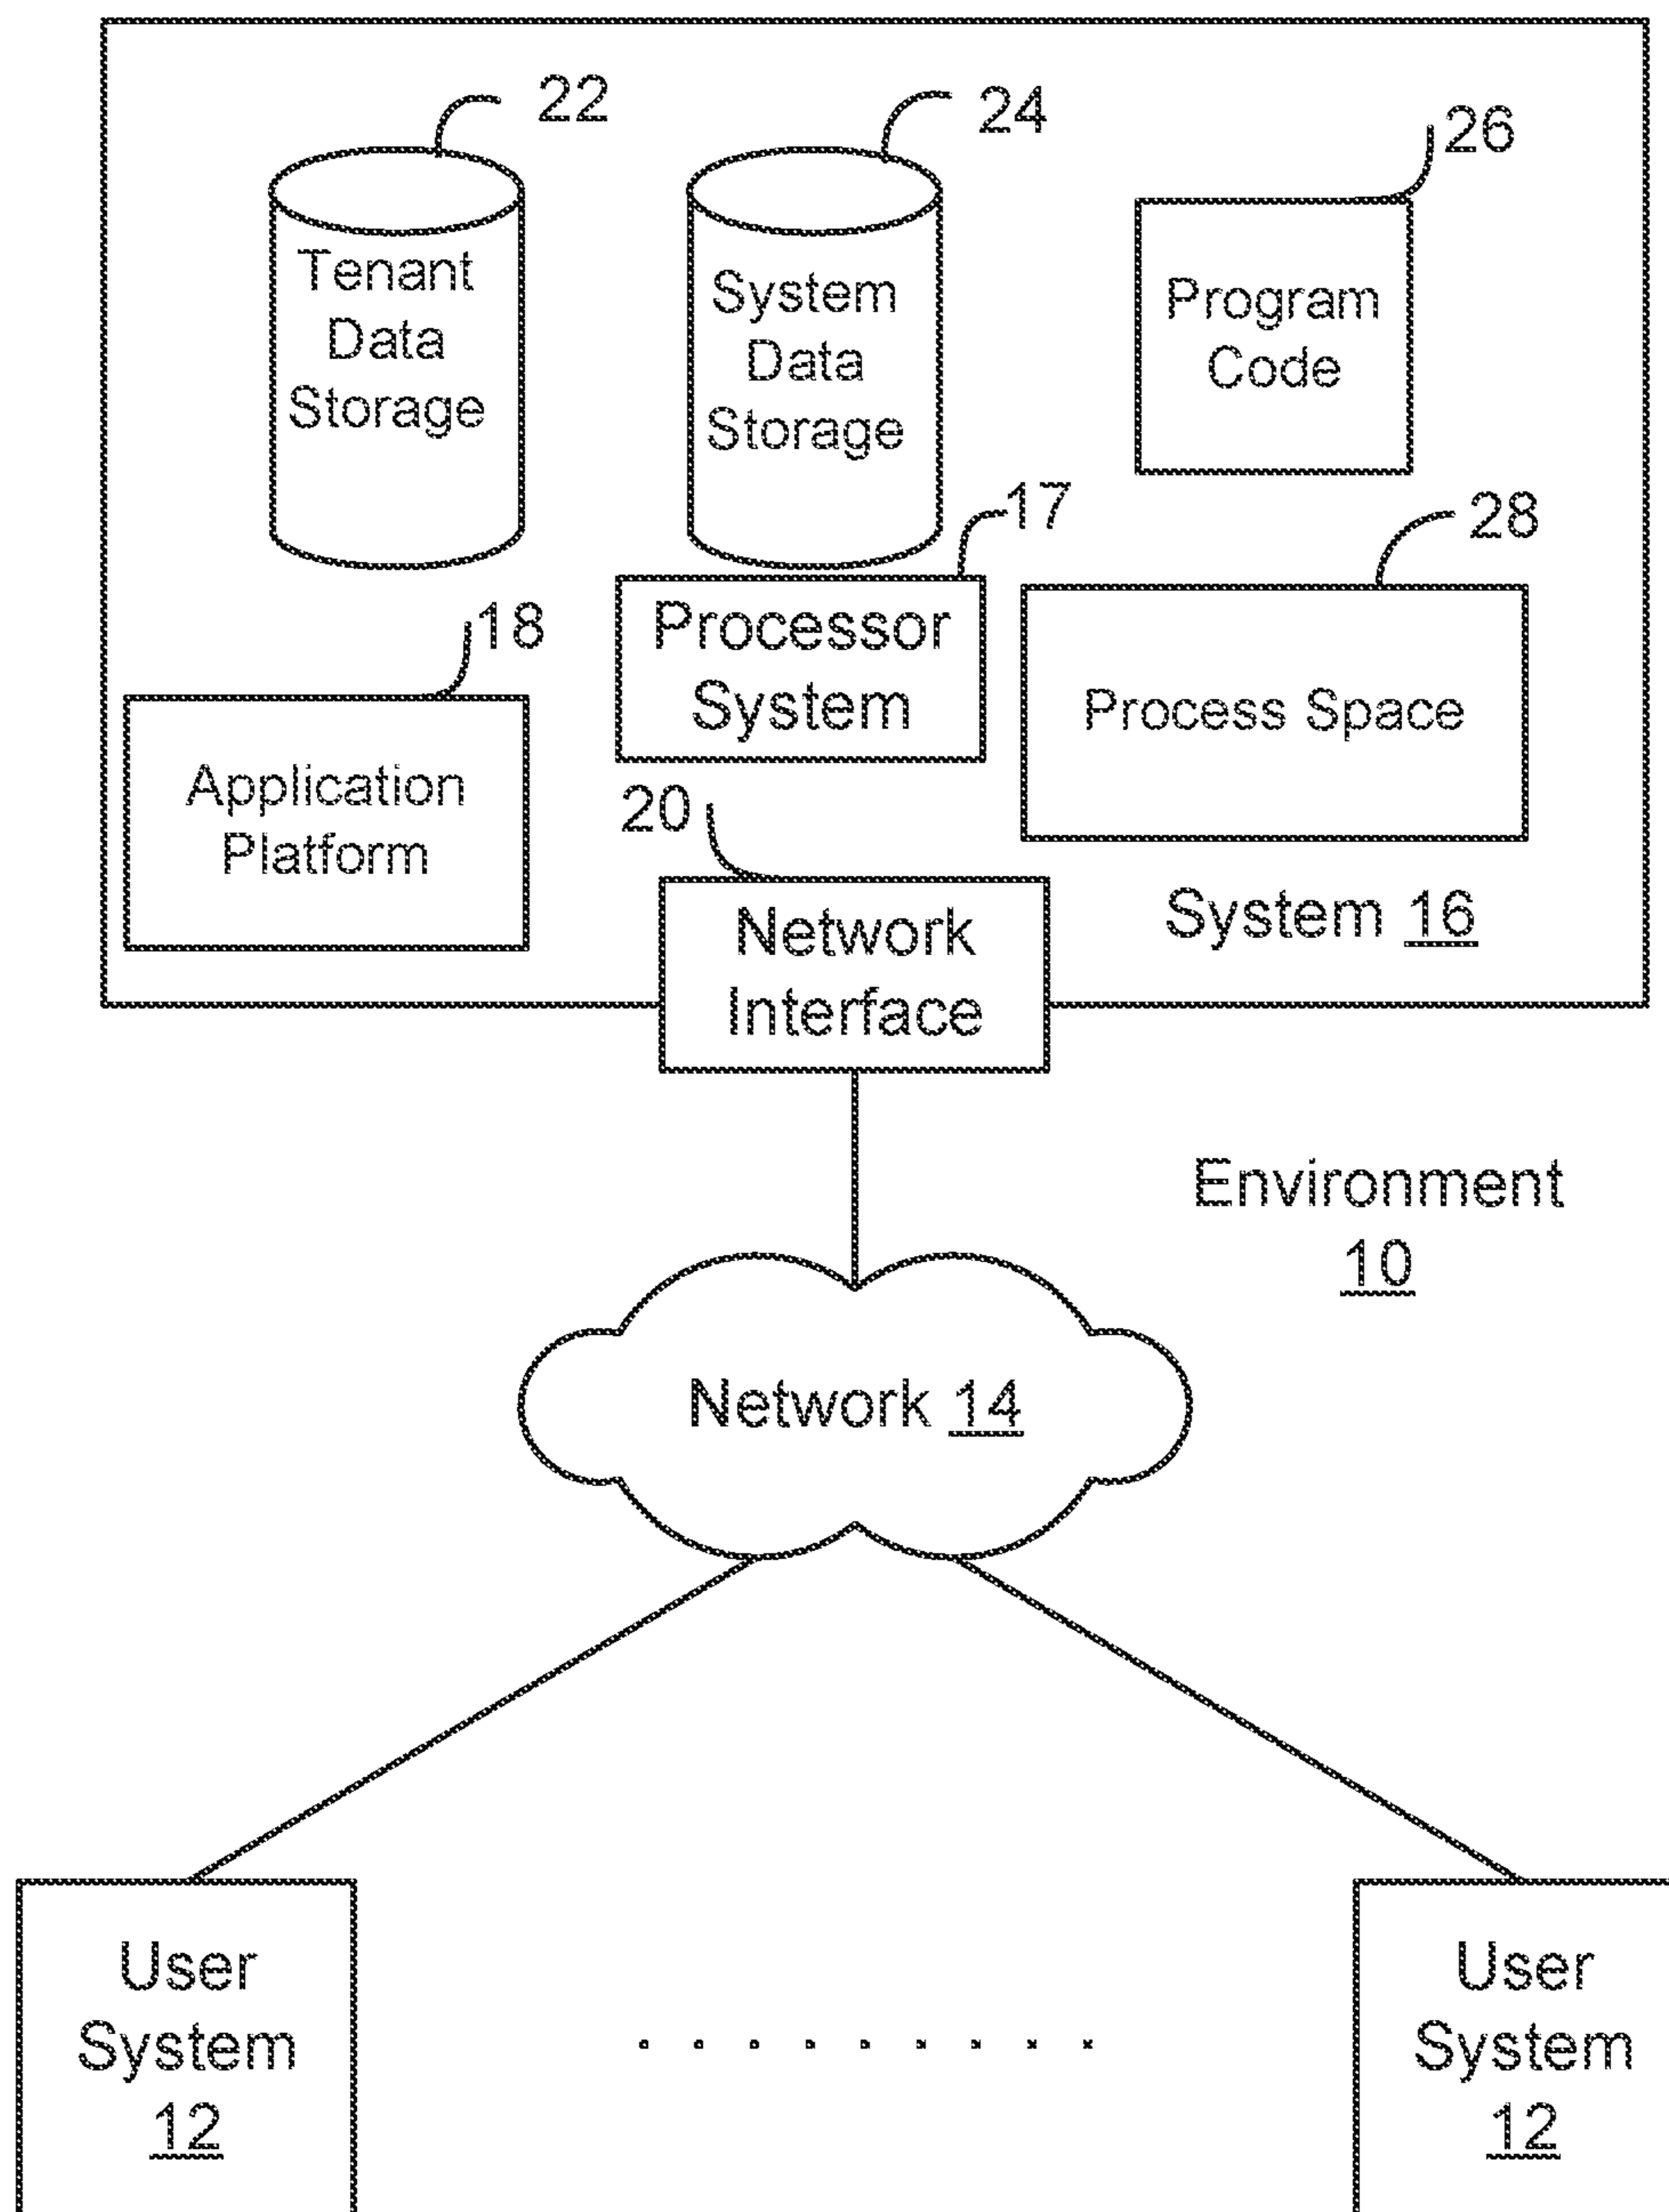 22
24
26
Tenant
Data
Storage
System
Data
Storage
Program
Code
17
28
18
Processor
System
Process Space
Application
Platform
20
Network
Interface
System 16
Environment
10
Network 14
User
System
12
User
System
12